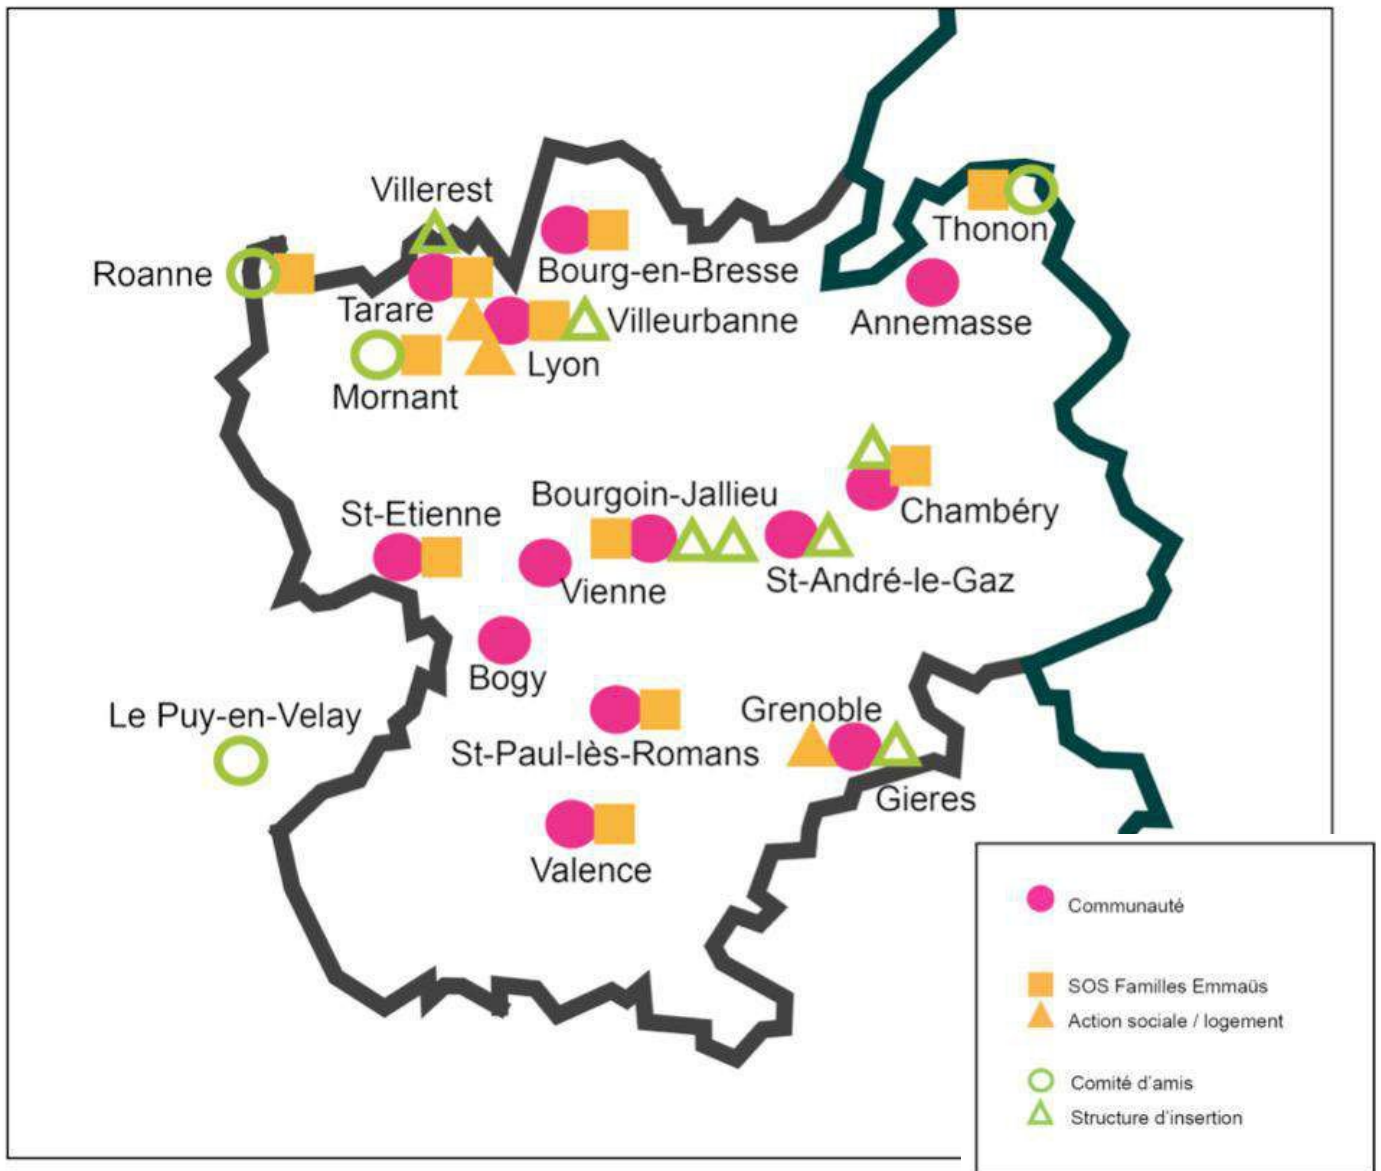 Villerest
Thonon
Roanne
Bourg-en-Bresse
Tarare
Villeurbanne
Annemasse
Lyon
Mornant
Bourgoin-Jallieu
St-Etienne
Chambéry
St-André-le-Gaz
Vienne
Bogy
Le Puy-en-Velay
Grenoble
St-Paul-lès-Romans
Gieres
Valence
Communauté
SOS Familles Emmaüs
Action sociale / logement
Comité d'amis
Structure d'insertion